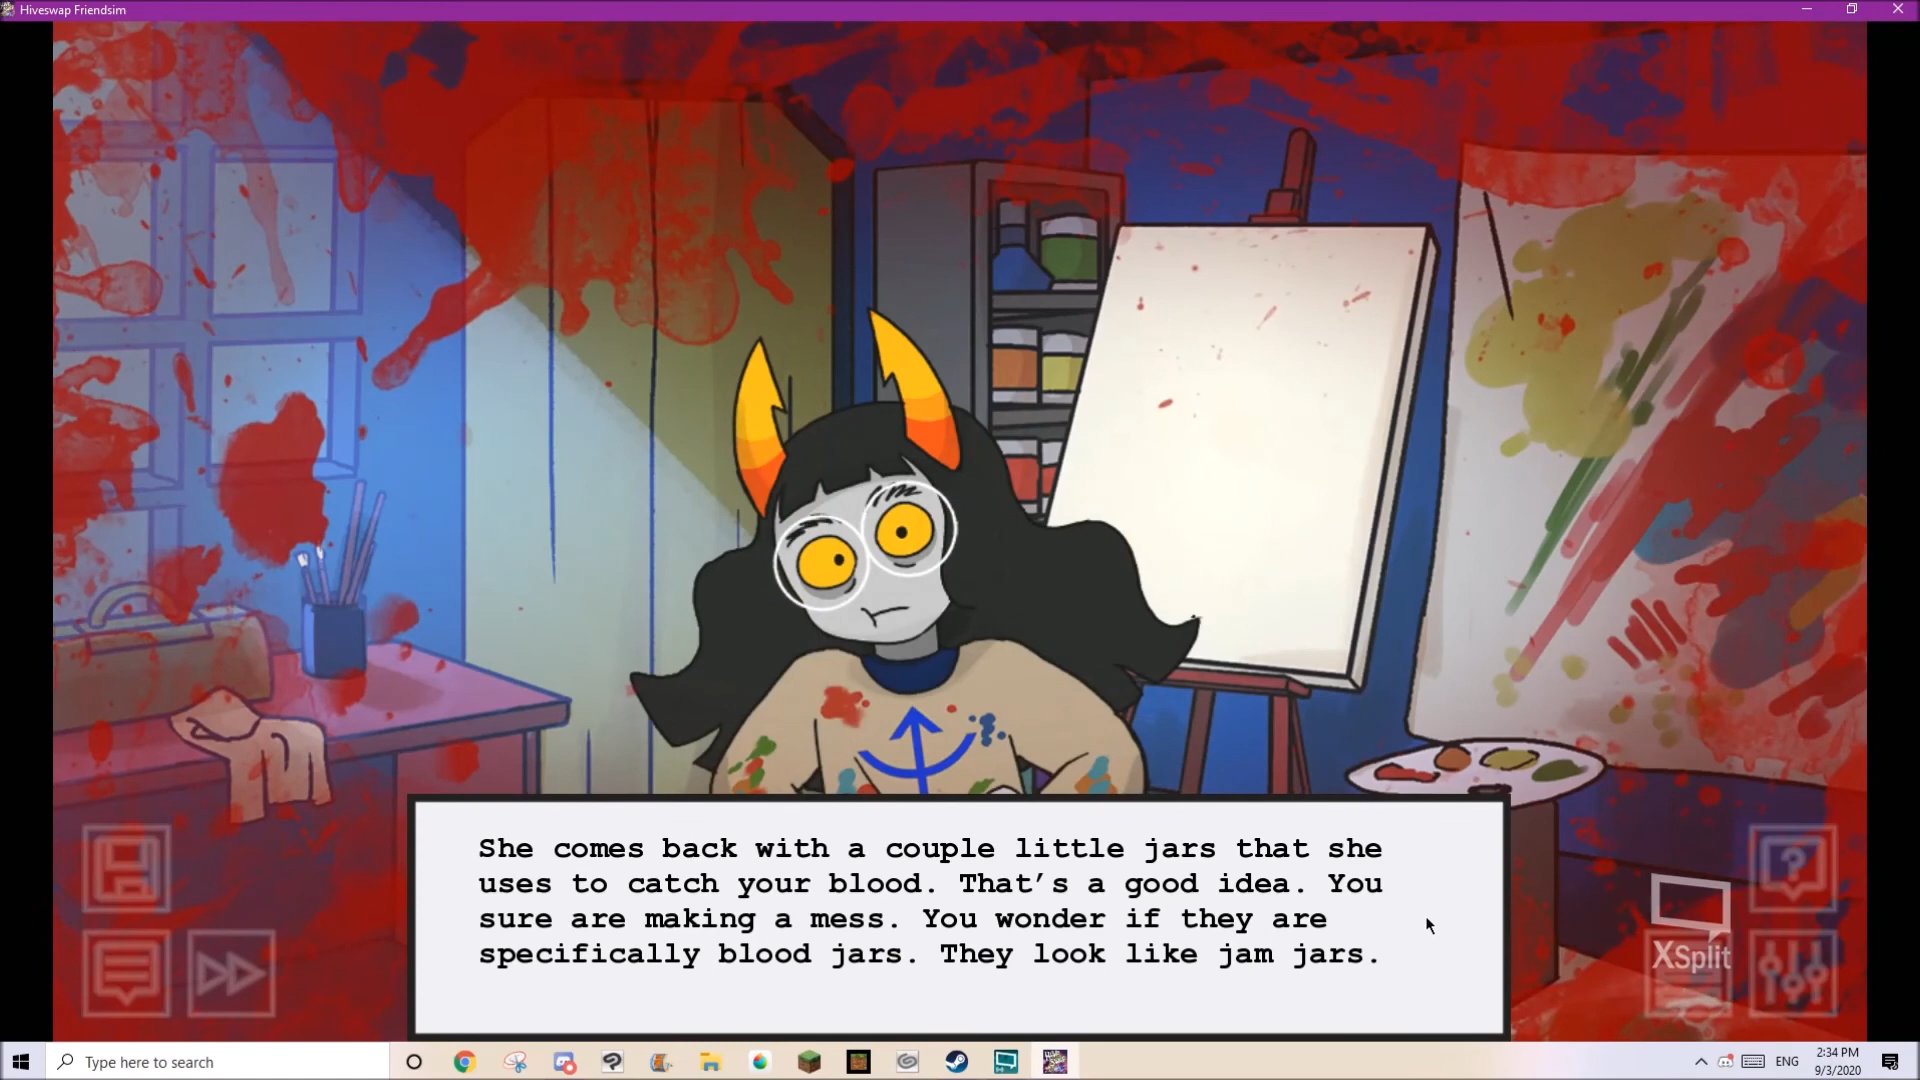 Hiveswap Friendsim
She comes back with a couple little jars that she
uses to catch your blood. That’s a good idea. You
sure are making a mess. You wonder if they are
specifically blood jars. They look like jam jars.
XSplit
Type here to search
ENG
2:34 PM
9/3/2020